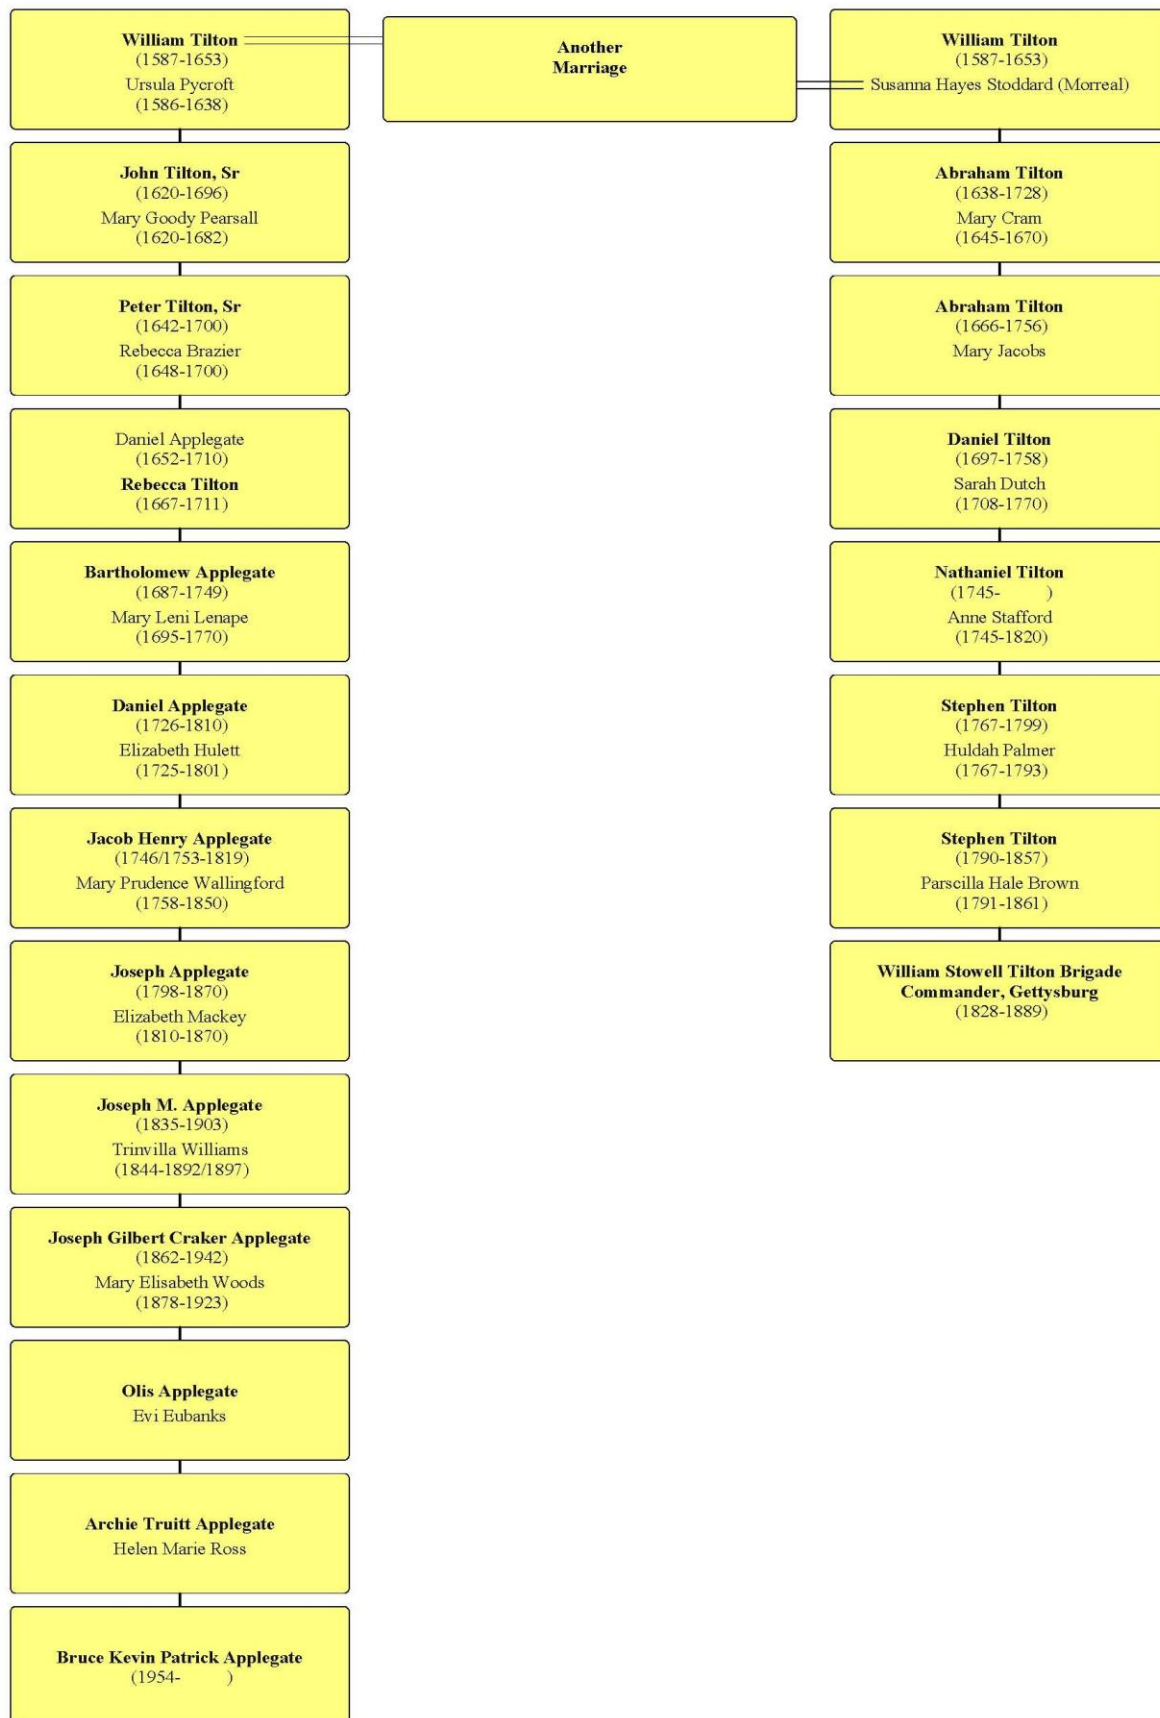 William Tilton
(1587-1653)
Ursula Pycroft
(1586-1638)
Another
Marriage
William Tilton
(1587-1653)
Susanna Hayes Stoddard (Morreal)
John Tilton, Sr
(1620-1696)
Mary Goody Pearsall
(1620-1682)
Abraham Tilton
(1638-1728)
Mary Cram
(1645-1670)
Peter Tilton, Sr
(1642-1700)
Rebecca Brazier
(1648-1700)
Abraham Tilton
(1666-1756)
Mary Jacobs
Daniel Applegate
(1652-1710)
Rebecca Tilton
(1667-1711)
Daniel Tilton
(1697-1758)
Sarah Dutch
(1708-1770)
Bartholomew Applegate
(1687-1749)
Mary Leni Lenape
(1695-1770)
Nathaniel Tilton
(1745- )
Anne Stafford
(1745-1820)
Daniel Applegate
(1726-1810)
Elizabeth Hulett
(1725-1801)
Stephen Tilton
(1767-1799)
Huldah Palmer
(1767-1793)
Jacob Henry Applegate
(1746/1753-1819)
Mary Prudence Wallingford
(1758-1850)
Stephen Tilton
(1790-1857)
Parscilla Hale Brown
(1791-1861)
Joseph Applegate
(1798-1870)
Elizabeth Mackey
(1810-1870)
William Stowell Tilton Brigade
Commander, Gettysburg
(1828-1889)
Joseph M. Applegate
(1835-1903)
Trinvilla Williams
(1844-1892/1897)
Joseph Gilbert Craker Applegate
(1862-1942)
Mary Elisabeth Woods
(1878-1923)
Olis Applegate
Evi Eubanks
Archie Truitt Applegate
Helen Marie Ross
Bruce Kevin Patrick Applegate
(1954- )